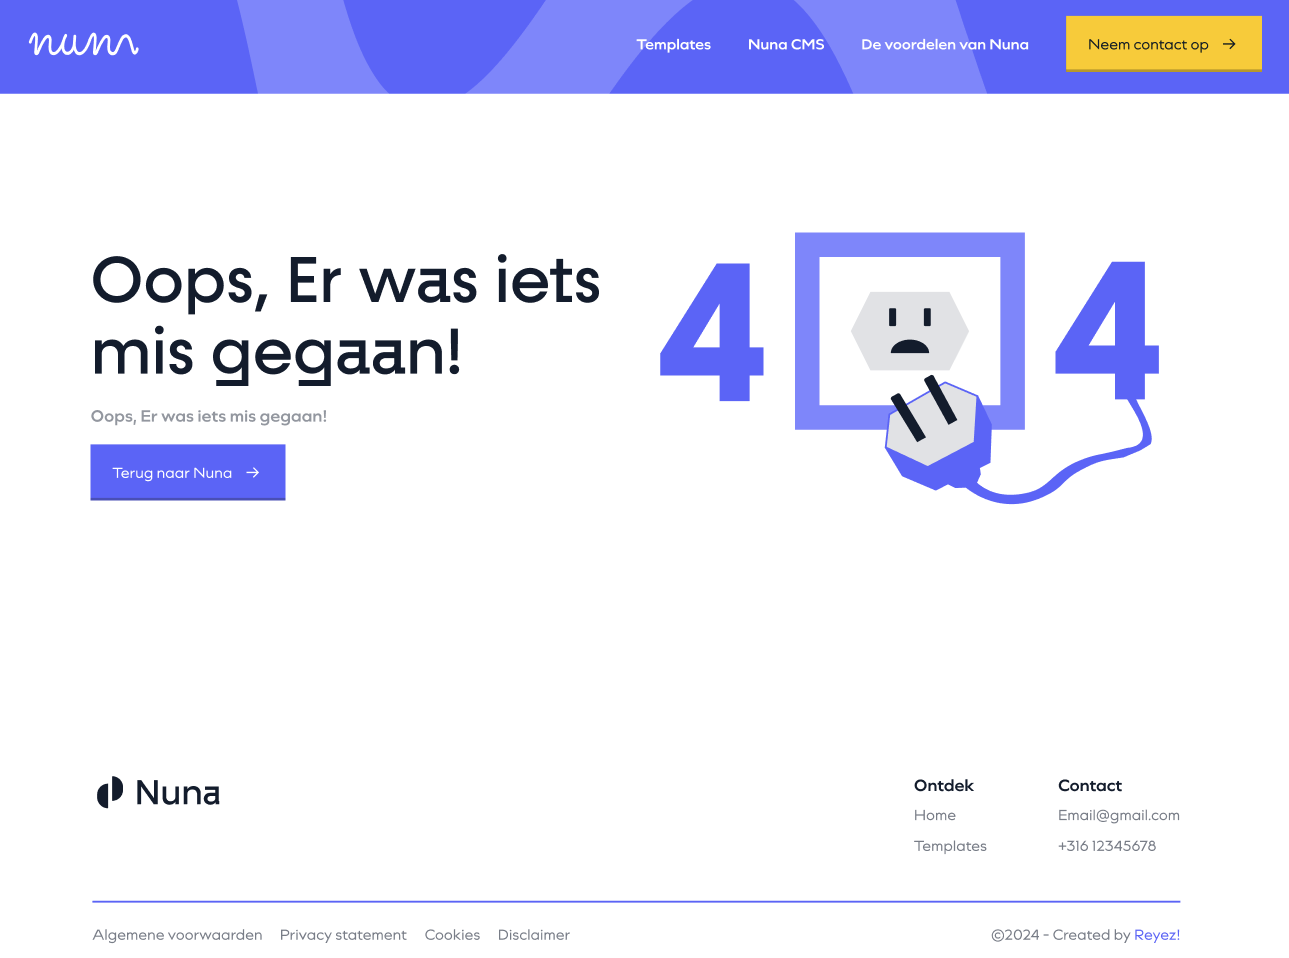 nuna
Templates
Nuna CMS
De voordelen van Nuna
Neem contact op
Oops, Er was iets
mis gegaan!
Oops, Er was iets mis gegaan!
Terug naar Nuna
4 4
Nuna
Ontdek
Home
Templates
Contact
Email@gmail.com
+316 12345678
Algemene voorwaarden
Privacy statement
Cookies
Disclaimer
©2024 - Created by Reyez!